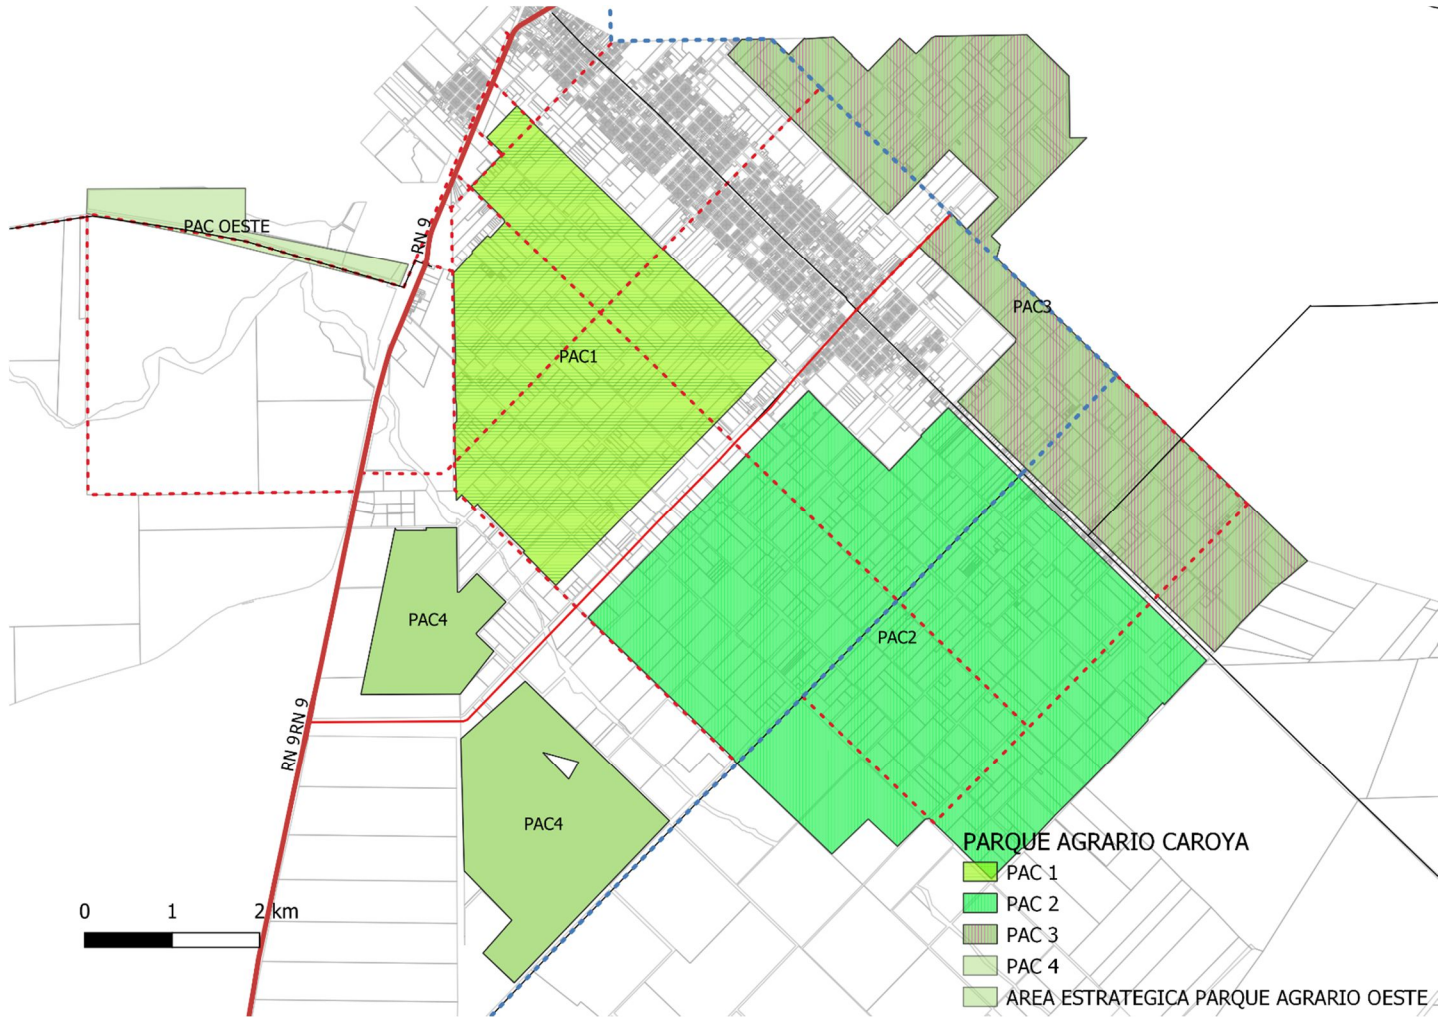 PAC OESTE
RN 9
PAC3
PAC1
PAC4
PAC2
RN 9RN 9
PAC4
0 1 2 km
PARQUE AGRARIO CAROYA
PAC 1
PAC 2
PAC 3
PAC 4
AREA ESTRATEGICA PARQUE AGRARIO OESTE